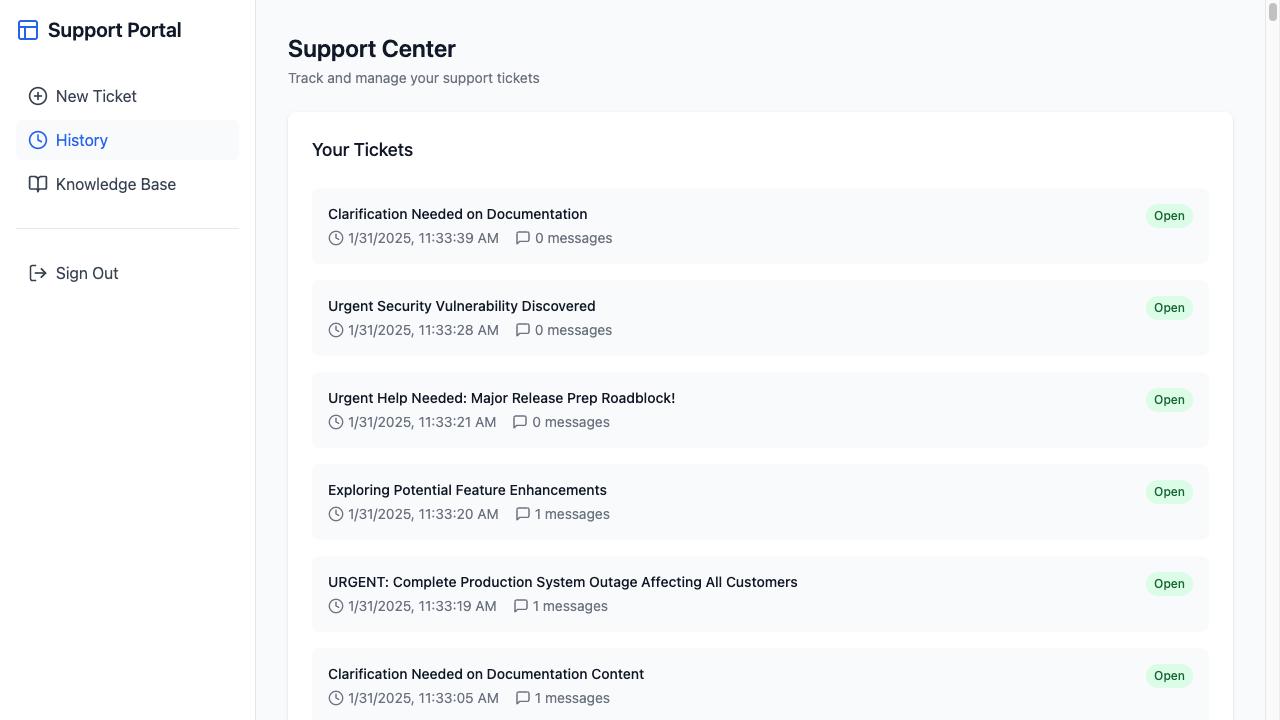 Support Portal
New Ticket
History
Knowledge Base
Sign Out
Support Center
Track and manage your support tickets
Your Tickets
Clarification Needed on Documentation
Open
1/31/2025, 11:33:39 AM 0 messages
Urgent Security Vulnerability Discovered
Open
1/31/2025, 11:33:28 AM 0 messages
Urgent Help Needed: Major Release Prep Roadblock!
Open
1/31/2025, 11:33:21 AM 0 messages
Exploring Potential Feature Enhancements
Open
1/31/2025, 11:33:20 AM 1 messages
URGENT: Complete Production System Outage Affecting All Customers
Open
1/31/2025, 11:33:19 AM 1 messages
Clarification Needed on Documentation Content
Open
1/31/2025, 11:33:05 AM 1 messages